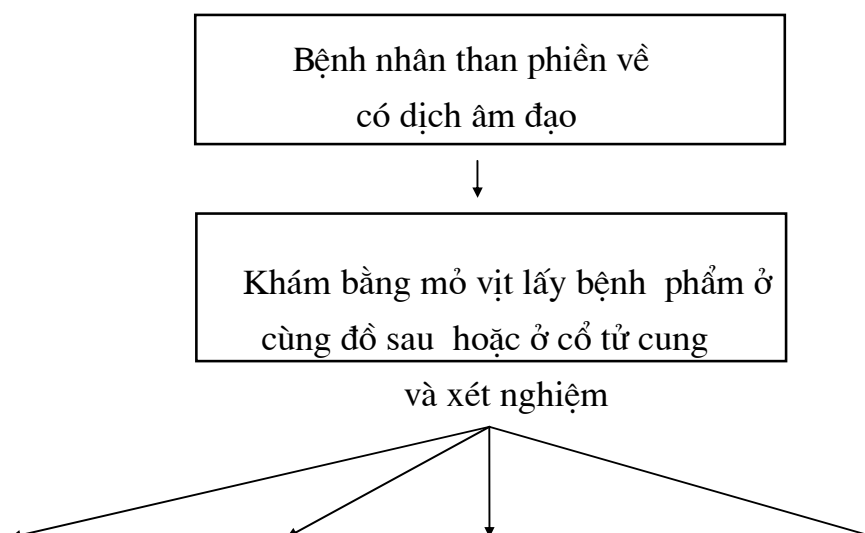 Bệnh nhân than phiền về
có dịch âm đạo
Khám bằng mỏ vịt lấy bệnh phẩm ở
cùng đồ sau hoặc ở cổ tử cung
và xét nghiệm